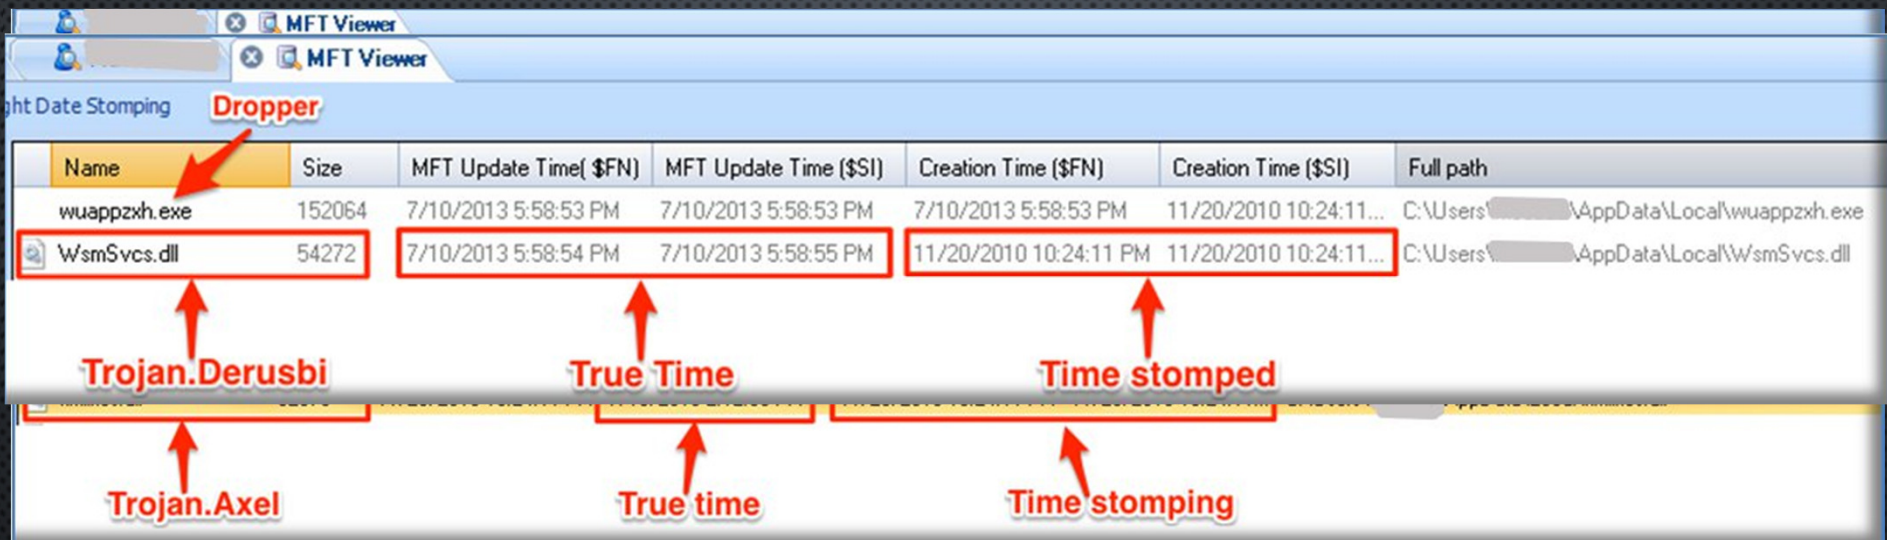 MFT Viewer
MFT Viewer
ght Date Stomping
Dropper
Name Size MFT Update Time( $FN) MFT Update Time ($SI) Creation Time ($FN) Creation Time ($SI) Full path
wuappzxh.exe 152064 7/10/2013 5:58:53 PM 7/10/2013 5:58:53 PM 7/10/2013 5:58:53 PM 11/20/2010 10:24:11... C:\Users\ \AppData\Local\wuappzxh.exe
WsmSvcs.dll 54272 7/10/2013 5:58:54 PM 7/10/2013 5:58:55 PM 11/20/2010 10:24:11 PM 11/20/2010 10:24:11... C:\Users\ \AppData\Local\WsmSvcs.dll
Trojan.Derusbi True Time Time stomped
Trojan.Axel True time Time stomping